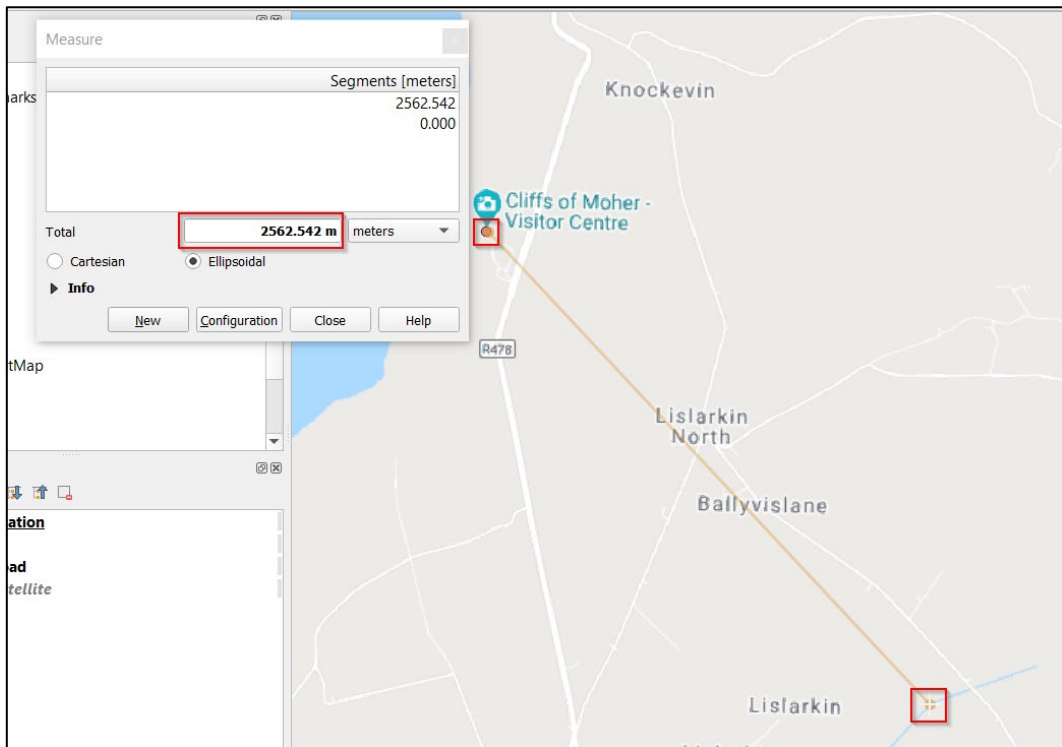 Measure
Segments [meters]
2562.542
0.000
Total
2562.542 m
meters
Cartesian
Ellipsoidal
Info
New
Configuration
Close
Help
arks
tMap
ation
ad
tellite
Knockevin
Cliffs of Moher -
Visitor Centre
R478
Lislarkin
North
Ballyvislane
Lislarkin